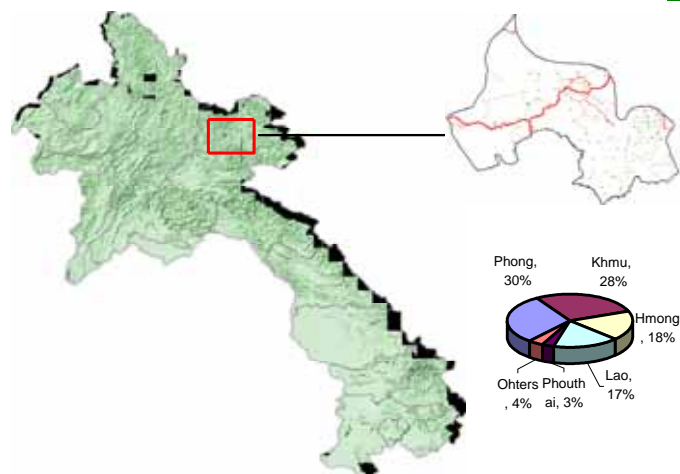 Phong,
30%
Khmu,
28%
Hmong
, 18%
Lao,
17%
Phouth
ai, 3%
Ohters
, 4%